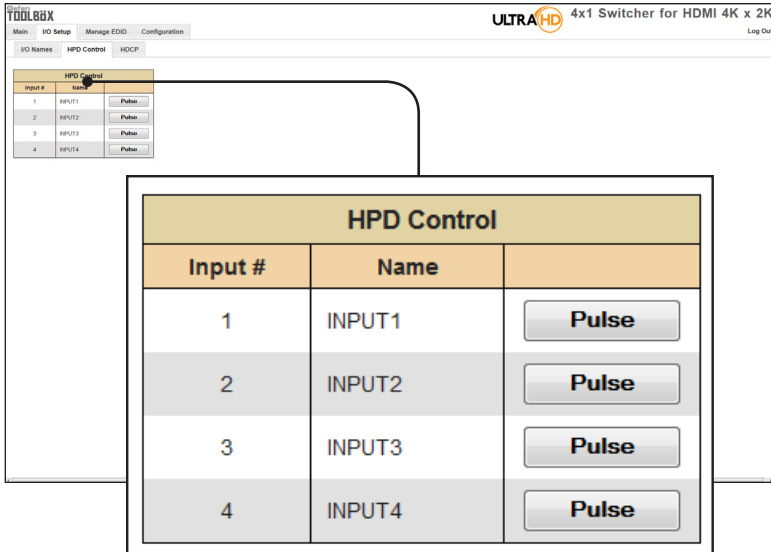 Gefen
TOOLBOX
ULTRA HD 4x1 Switcher for HDMI 4K x 2K
Main I/O Setup Manage EDID Configuration
Log Out
I/O Names HPD Control HDCP
HPD Control
Input # Name
1 INPUT1 Pulse
2 INPUT2 Pulse
3 INPUT3 Pulse
4 INPUT4 Pulse
HPD Control
Input # Name
1 INPUT1 Pulse
2 INPUT2 Pulse
3 INPUT3 Pulse
4 INPUT4 Pulse